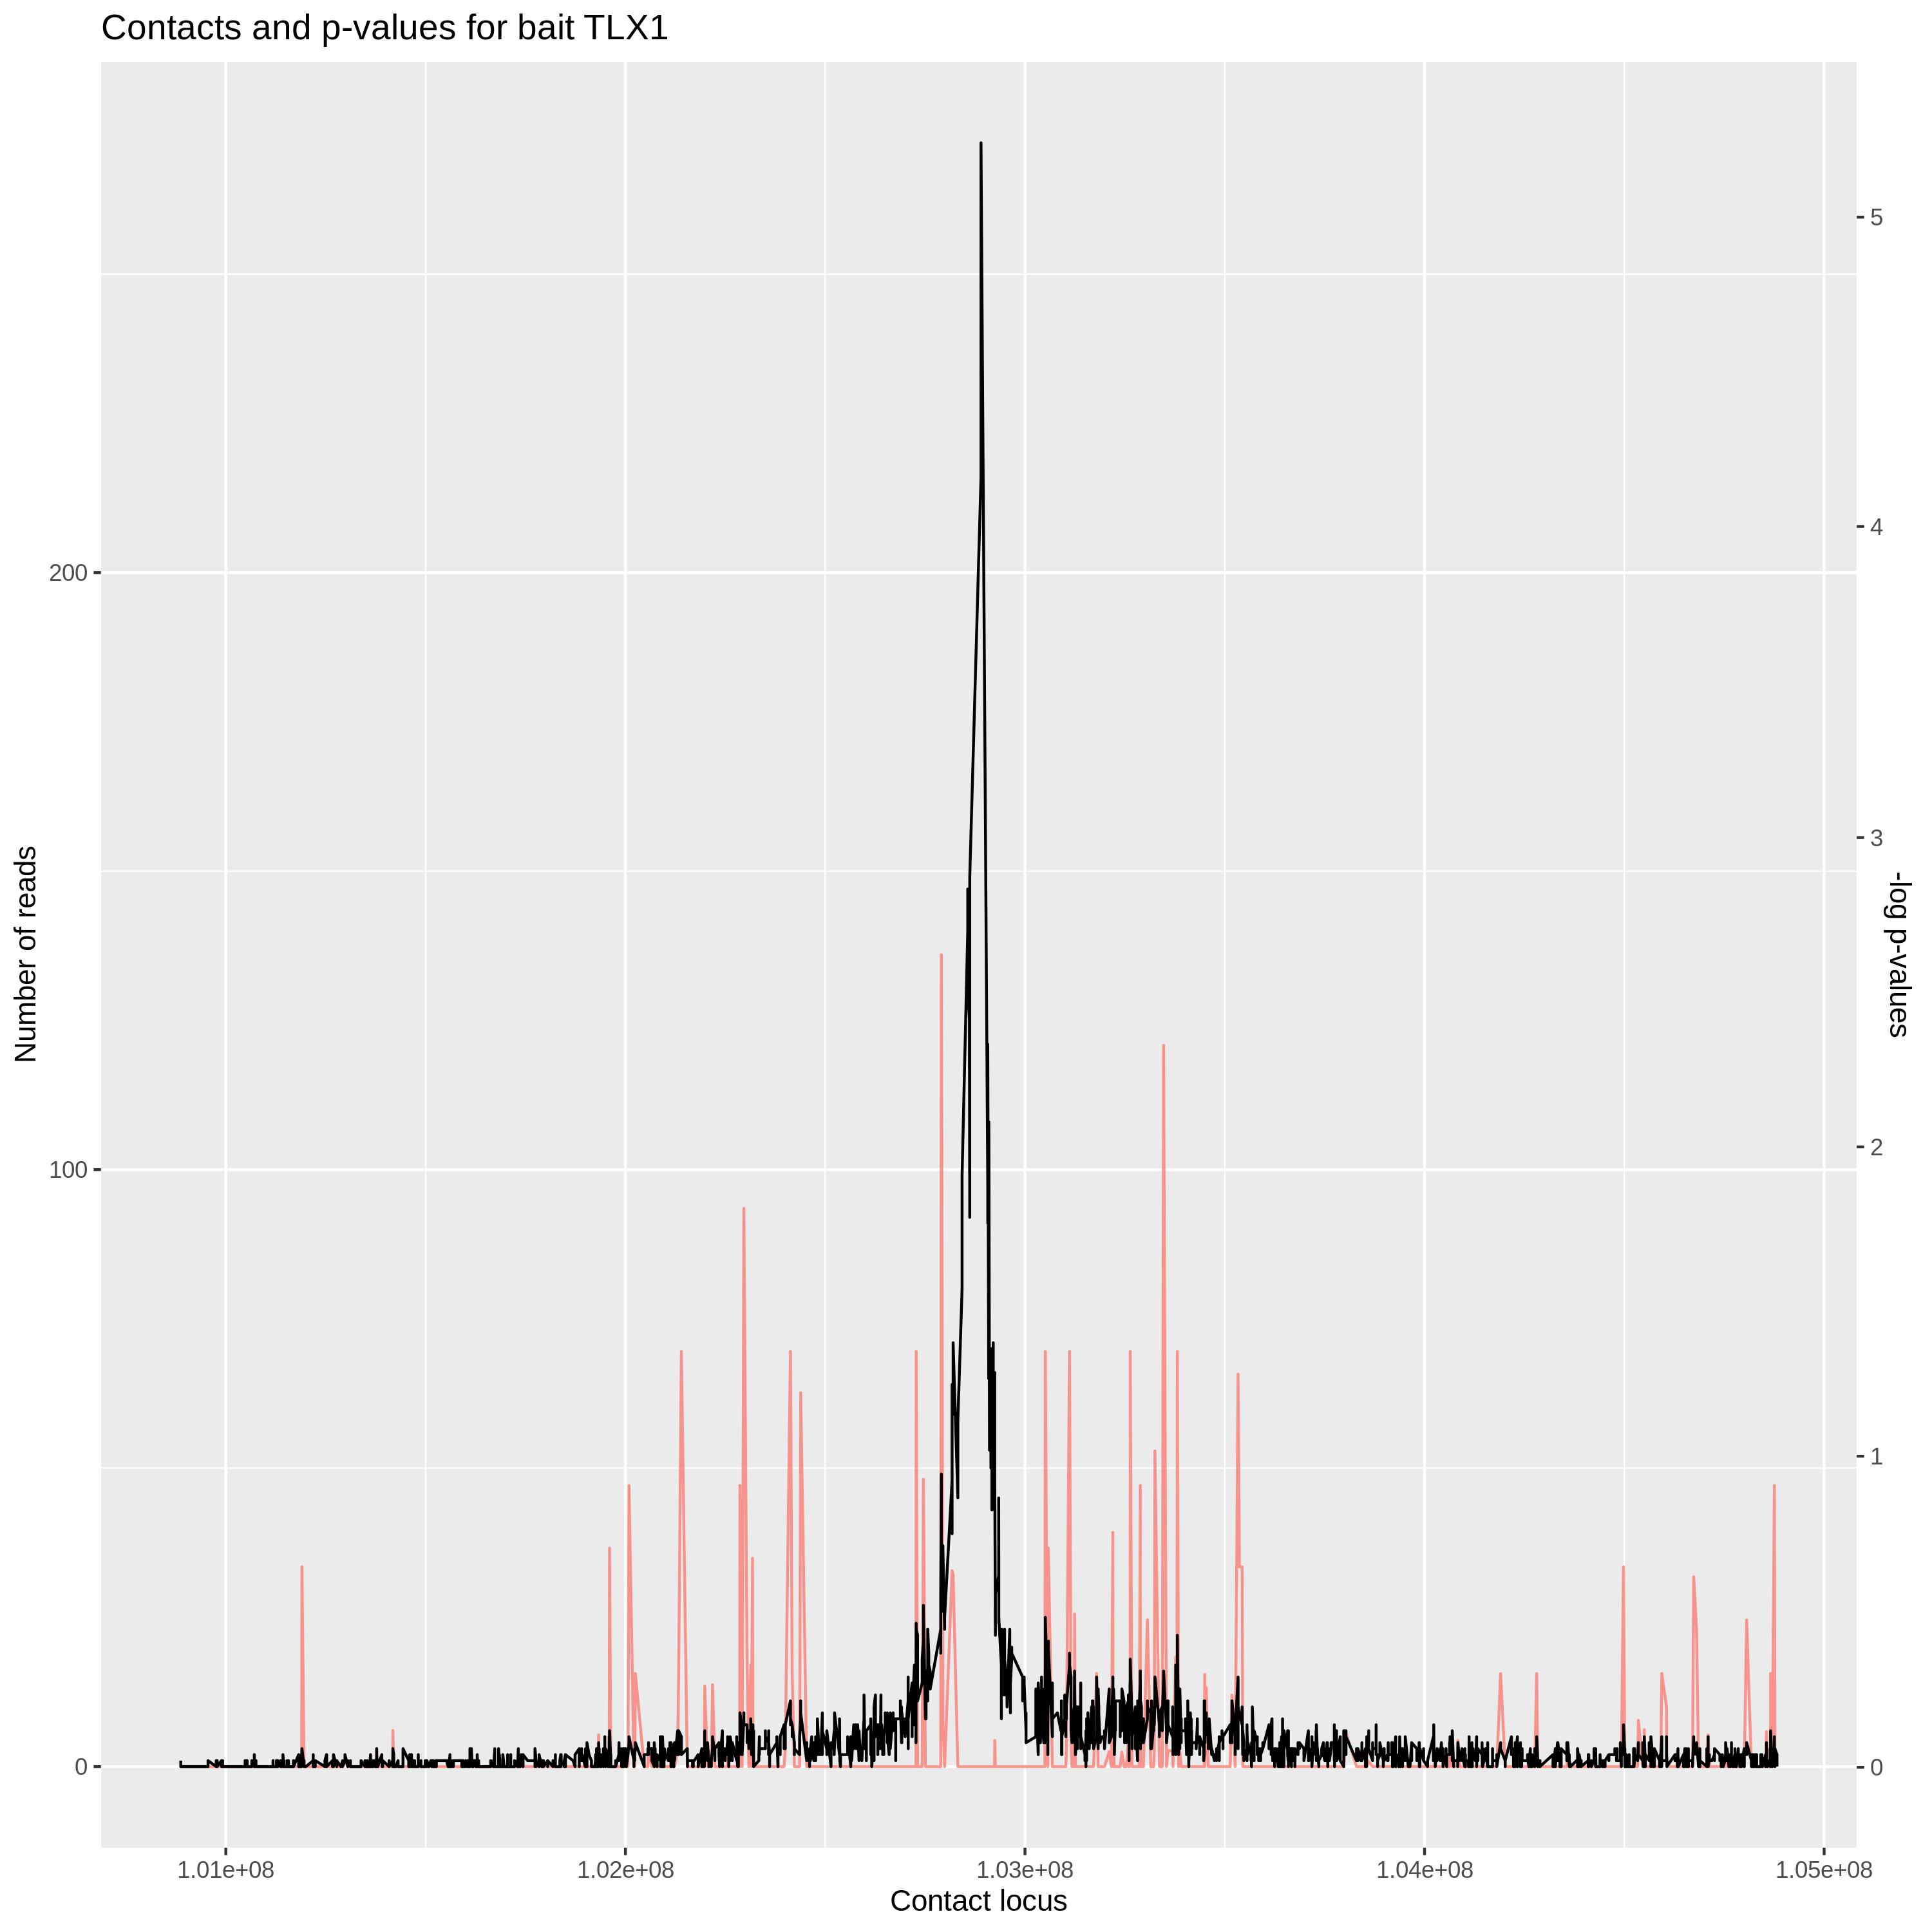 Contacts and p-values for bait TLX1
Number of reads
200
100
0
5
4
3
2
1
0
-log p-values
1.01e+08 1.02e+08 1.03e+08 1.04e+08 1.05e+08
Contact locus